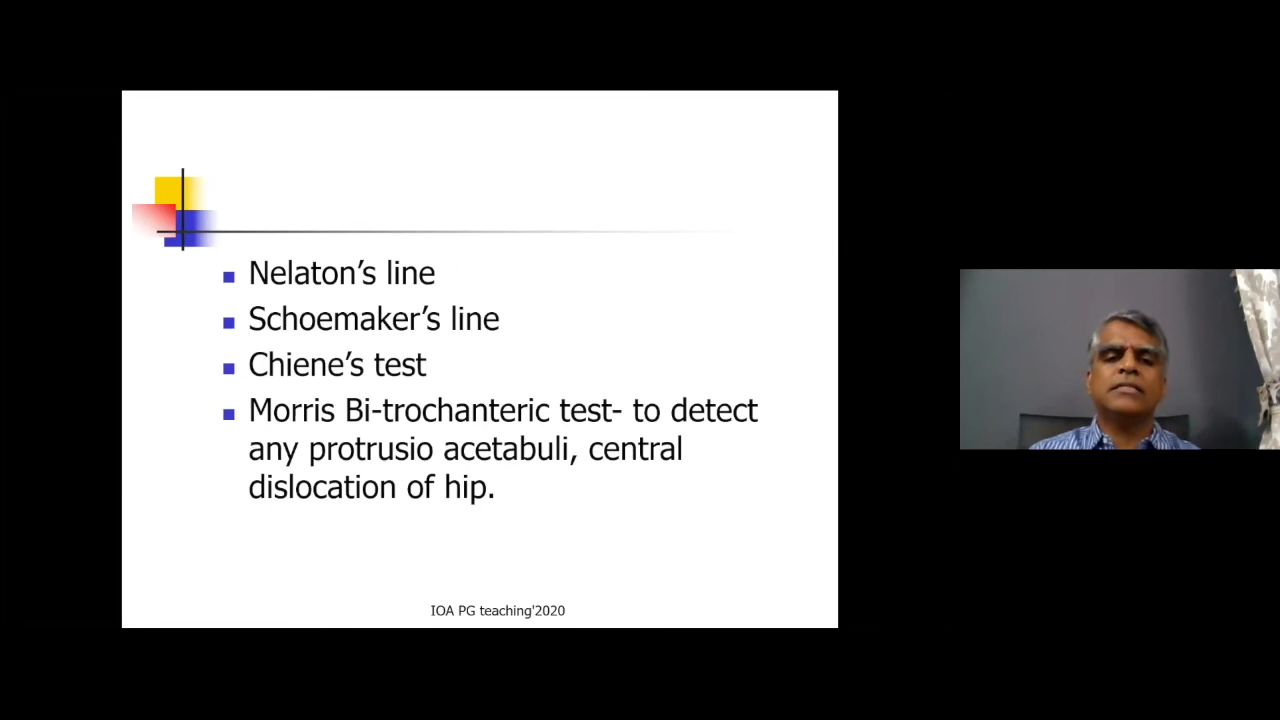 Nelaton’s line
Schoemaker’s line
Chiene’s test
Morris Bi-trochanteric test- to detect
any protrusio acetabuli, central
dislocation of hip.
IOA PG teaching'2020